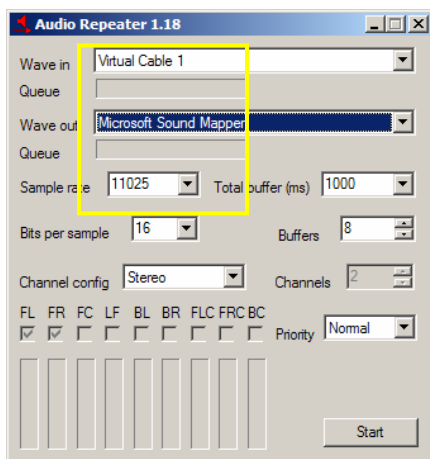 Audio Repeater 1.18
Wave in Virtual Cable 1
Queue
Wave out Microsoft Sound Mapper
Queue
Sample rate 11025 Total buffer (ms) 1000
Bits per sample 16 Buffers 8
Channel config Stereo Channels 2
FL FR FC LF BL BR FLC FRC BC
Priority Normal
Start